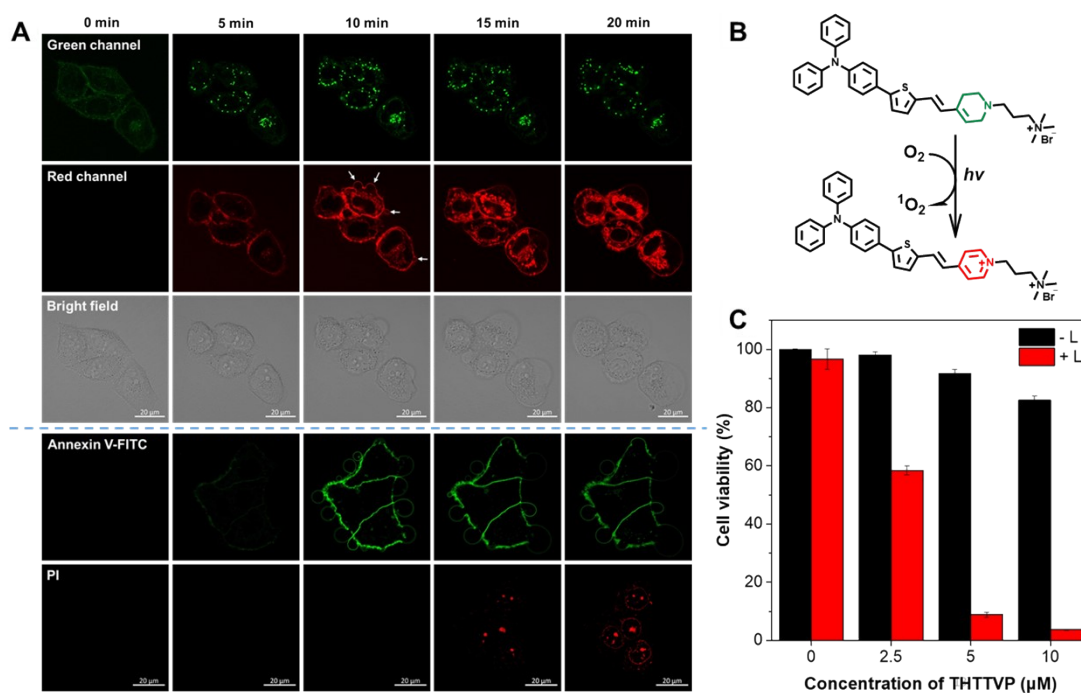 A
0 min 5 min 10 min 15 min 20 min
Green channel
Red channel
Bright field
20 μm 20 μm 20 μm 20 μm 20 μm
Annexin V-FITC
PI
20 μm 20 μm 20 μm 20 μm 20 μm
B
N
S
N
N
+
Br⁻
O₂
hν
¹O₂
N
S
N
+
N
+
Br⁻
C
- L
+ L
Cell viability (%)
100
80
60
40
20
0
0 2.5 5 10
Concentration of THTTVP (μM)